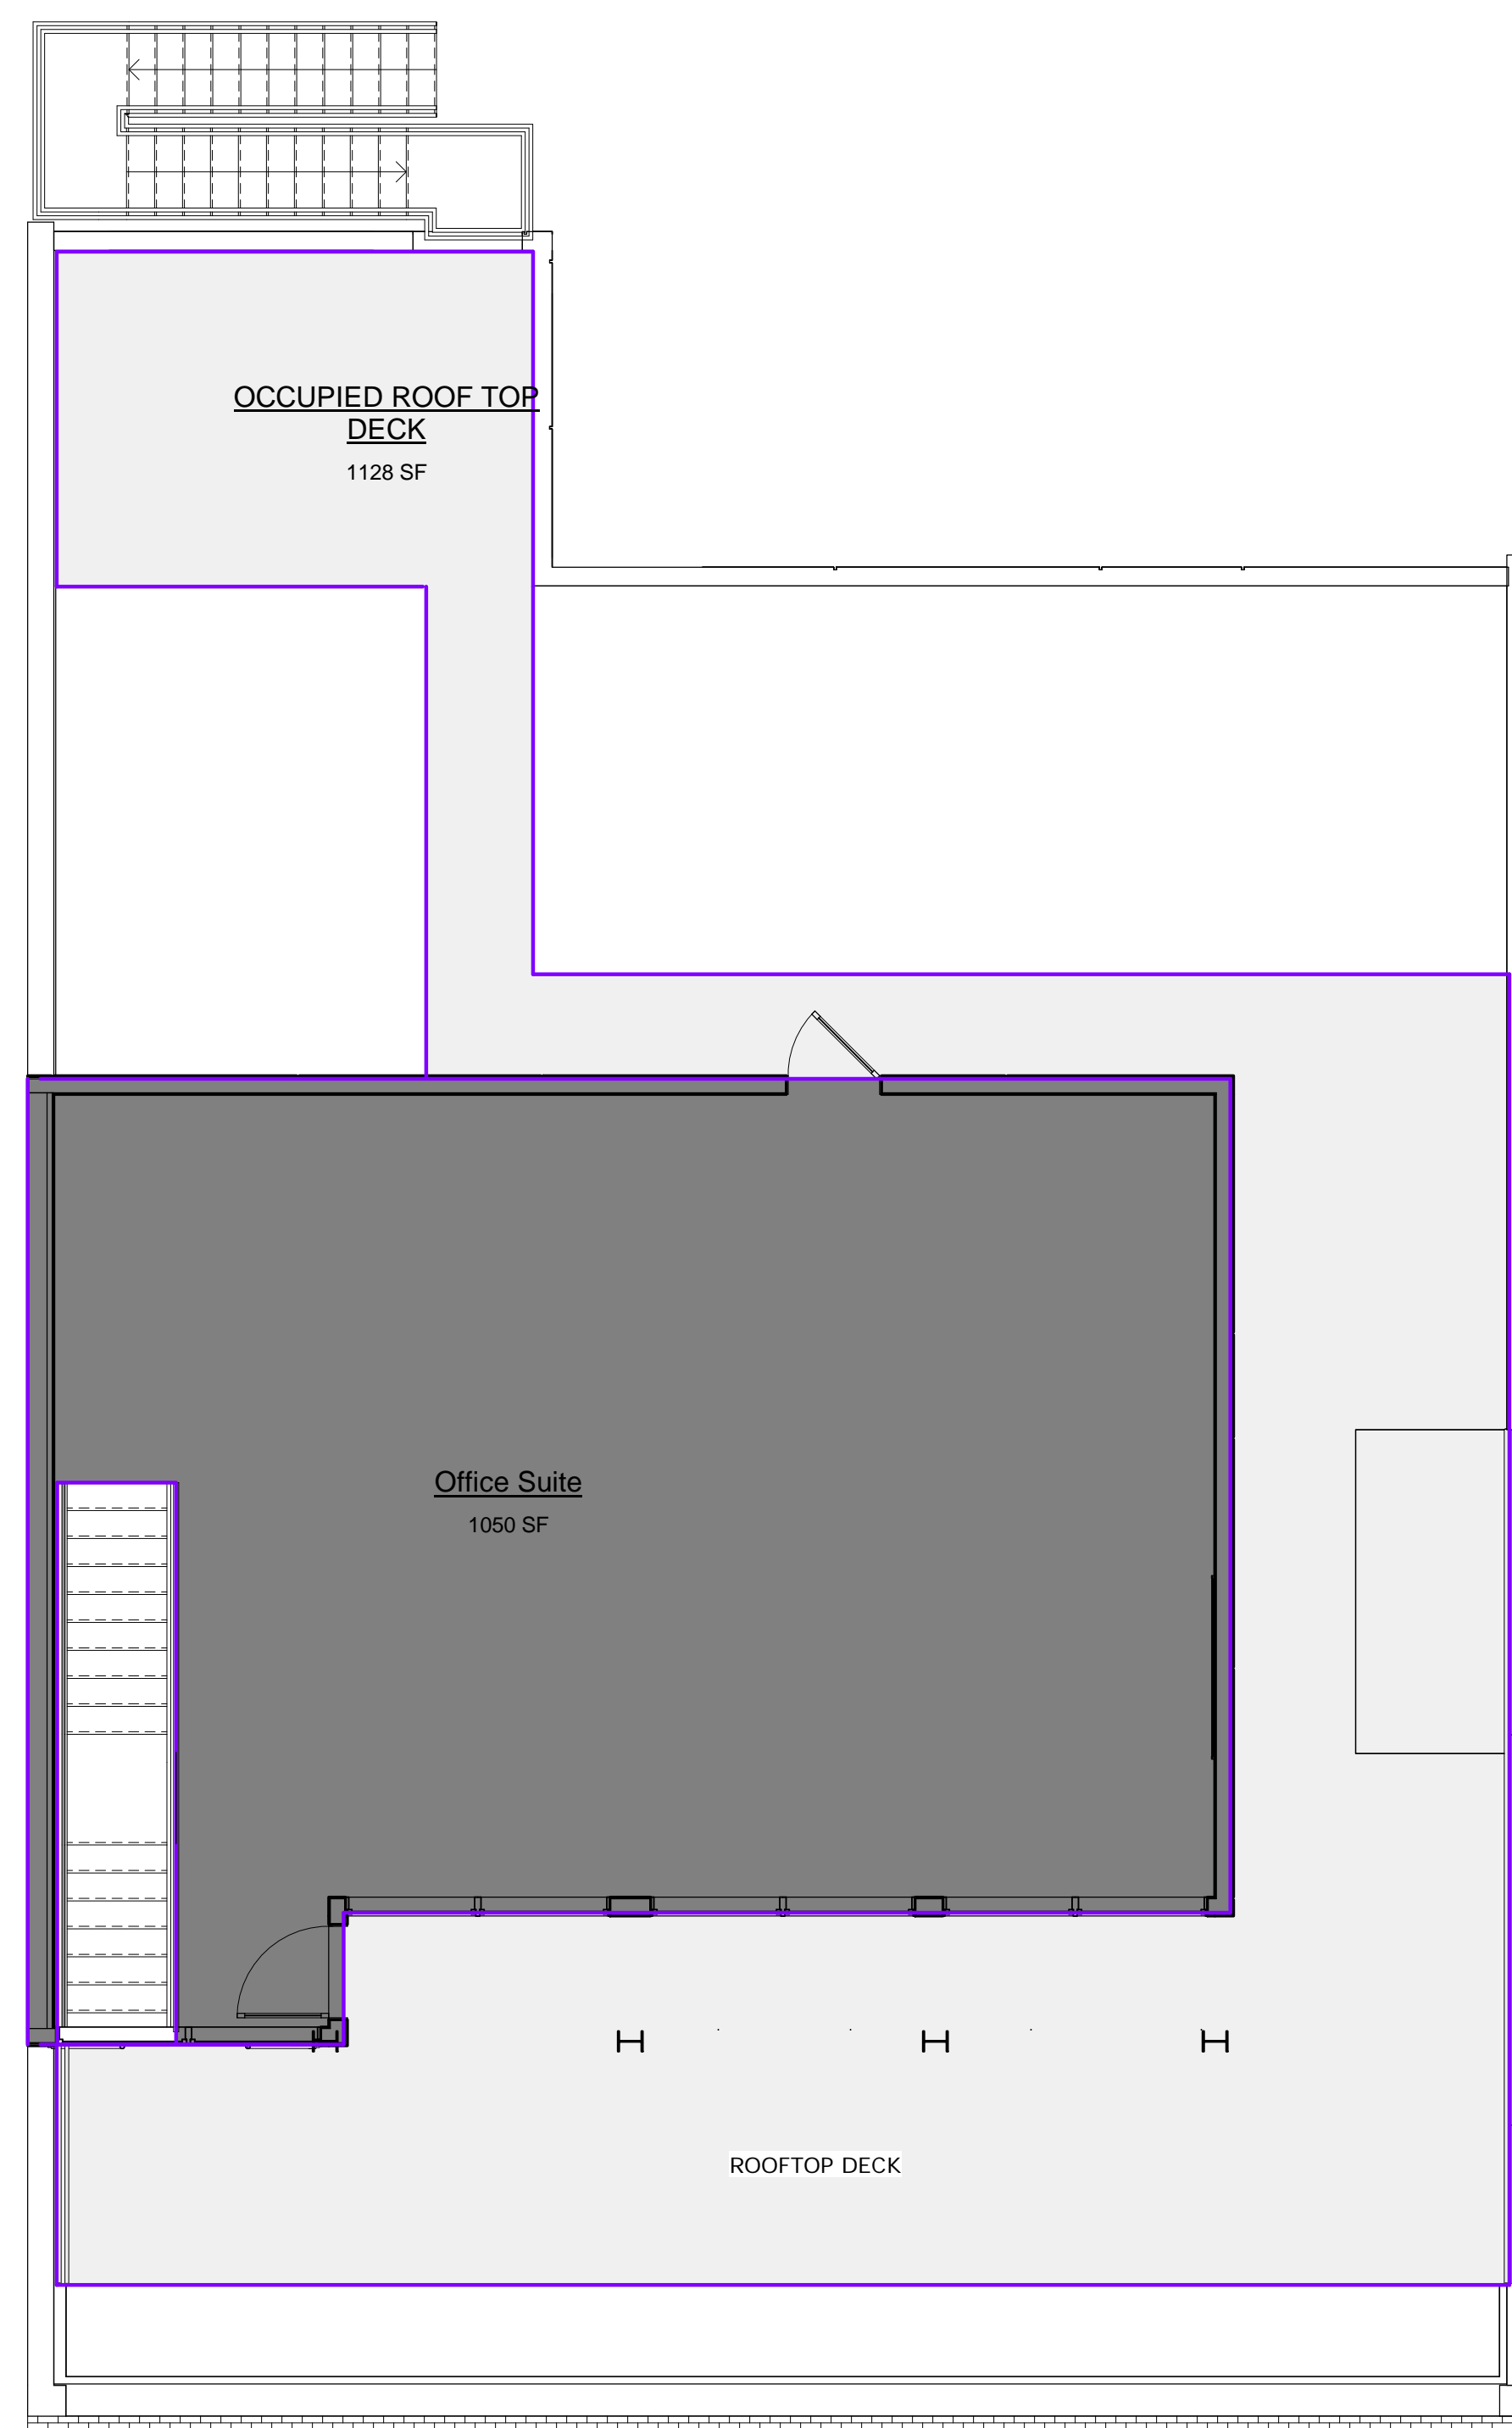 OCCUPIED ROOF TOP
DECK
1128 SF
Office Suite
1050 SF
ROOFTOP DECK